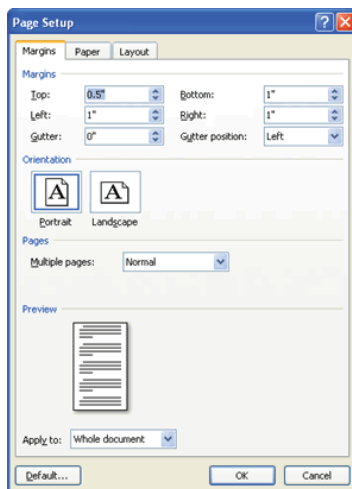 Page Setup
Margins Paper Layout
Margins
Top: 0.5" Bottom: 1"
Left: 1" Right: 1"
Gutter: 0" Gutter position: Left
Orientation
A A
Portrait Landscape
Pages
Multiple pages: Normal
Preview
Apply to: Whole document
Default... OK Cancel